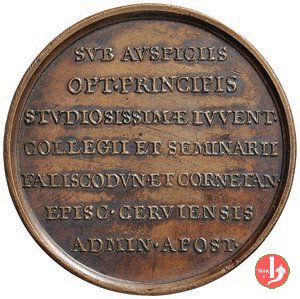 SVB AVSPICIIS
OPT·PRINCIPIS
STVDIOSISSIMÆ IVVENT·
COLLEGII ET SEMINARII
FALISCODVN·ET CORNETAN·
EPISC·CERVIENSIS
ADMIN·APOST·